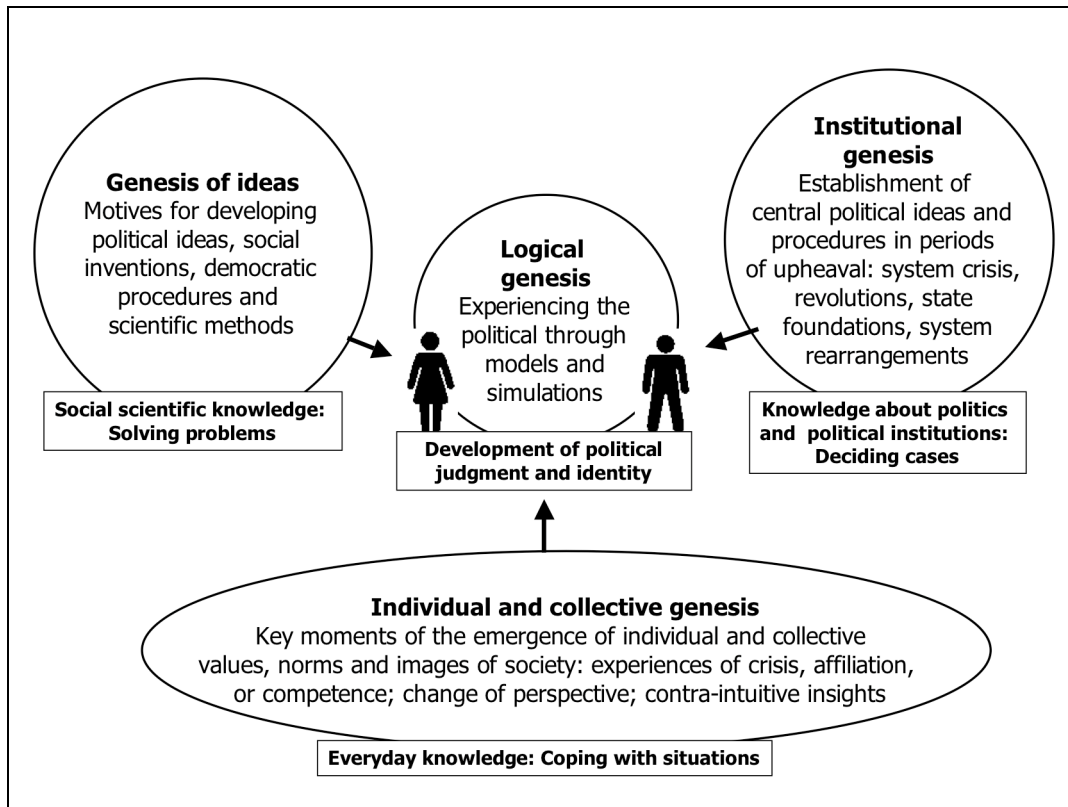 Genesis of ideas
Motives for developing
political ideas, social
inventions, democratic
procedures and
scientific methods
Social scientific knowledge:
Solving problems
Logical
genesis
Experiencing the
political through
models and
simulations
Development of political
judgment and identity
Institutional
genesis
Establishment of
central political ideas and
procedures in periods
of upheaval: system crisis,
revolutions, state
foundations, system
rearrangements
Knowledge about politics
and political institutions:
Deciding cases
Individual and collective genesis
Key moments of the emergence of individual and collective
values, norms and images of society: experiences of crisis, affiliation,
or competence; change of perspective; contra-intuitive insights
Everyday knowledge: Coping with situations